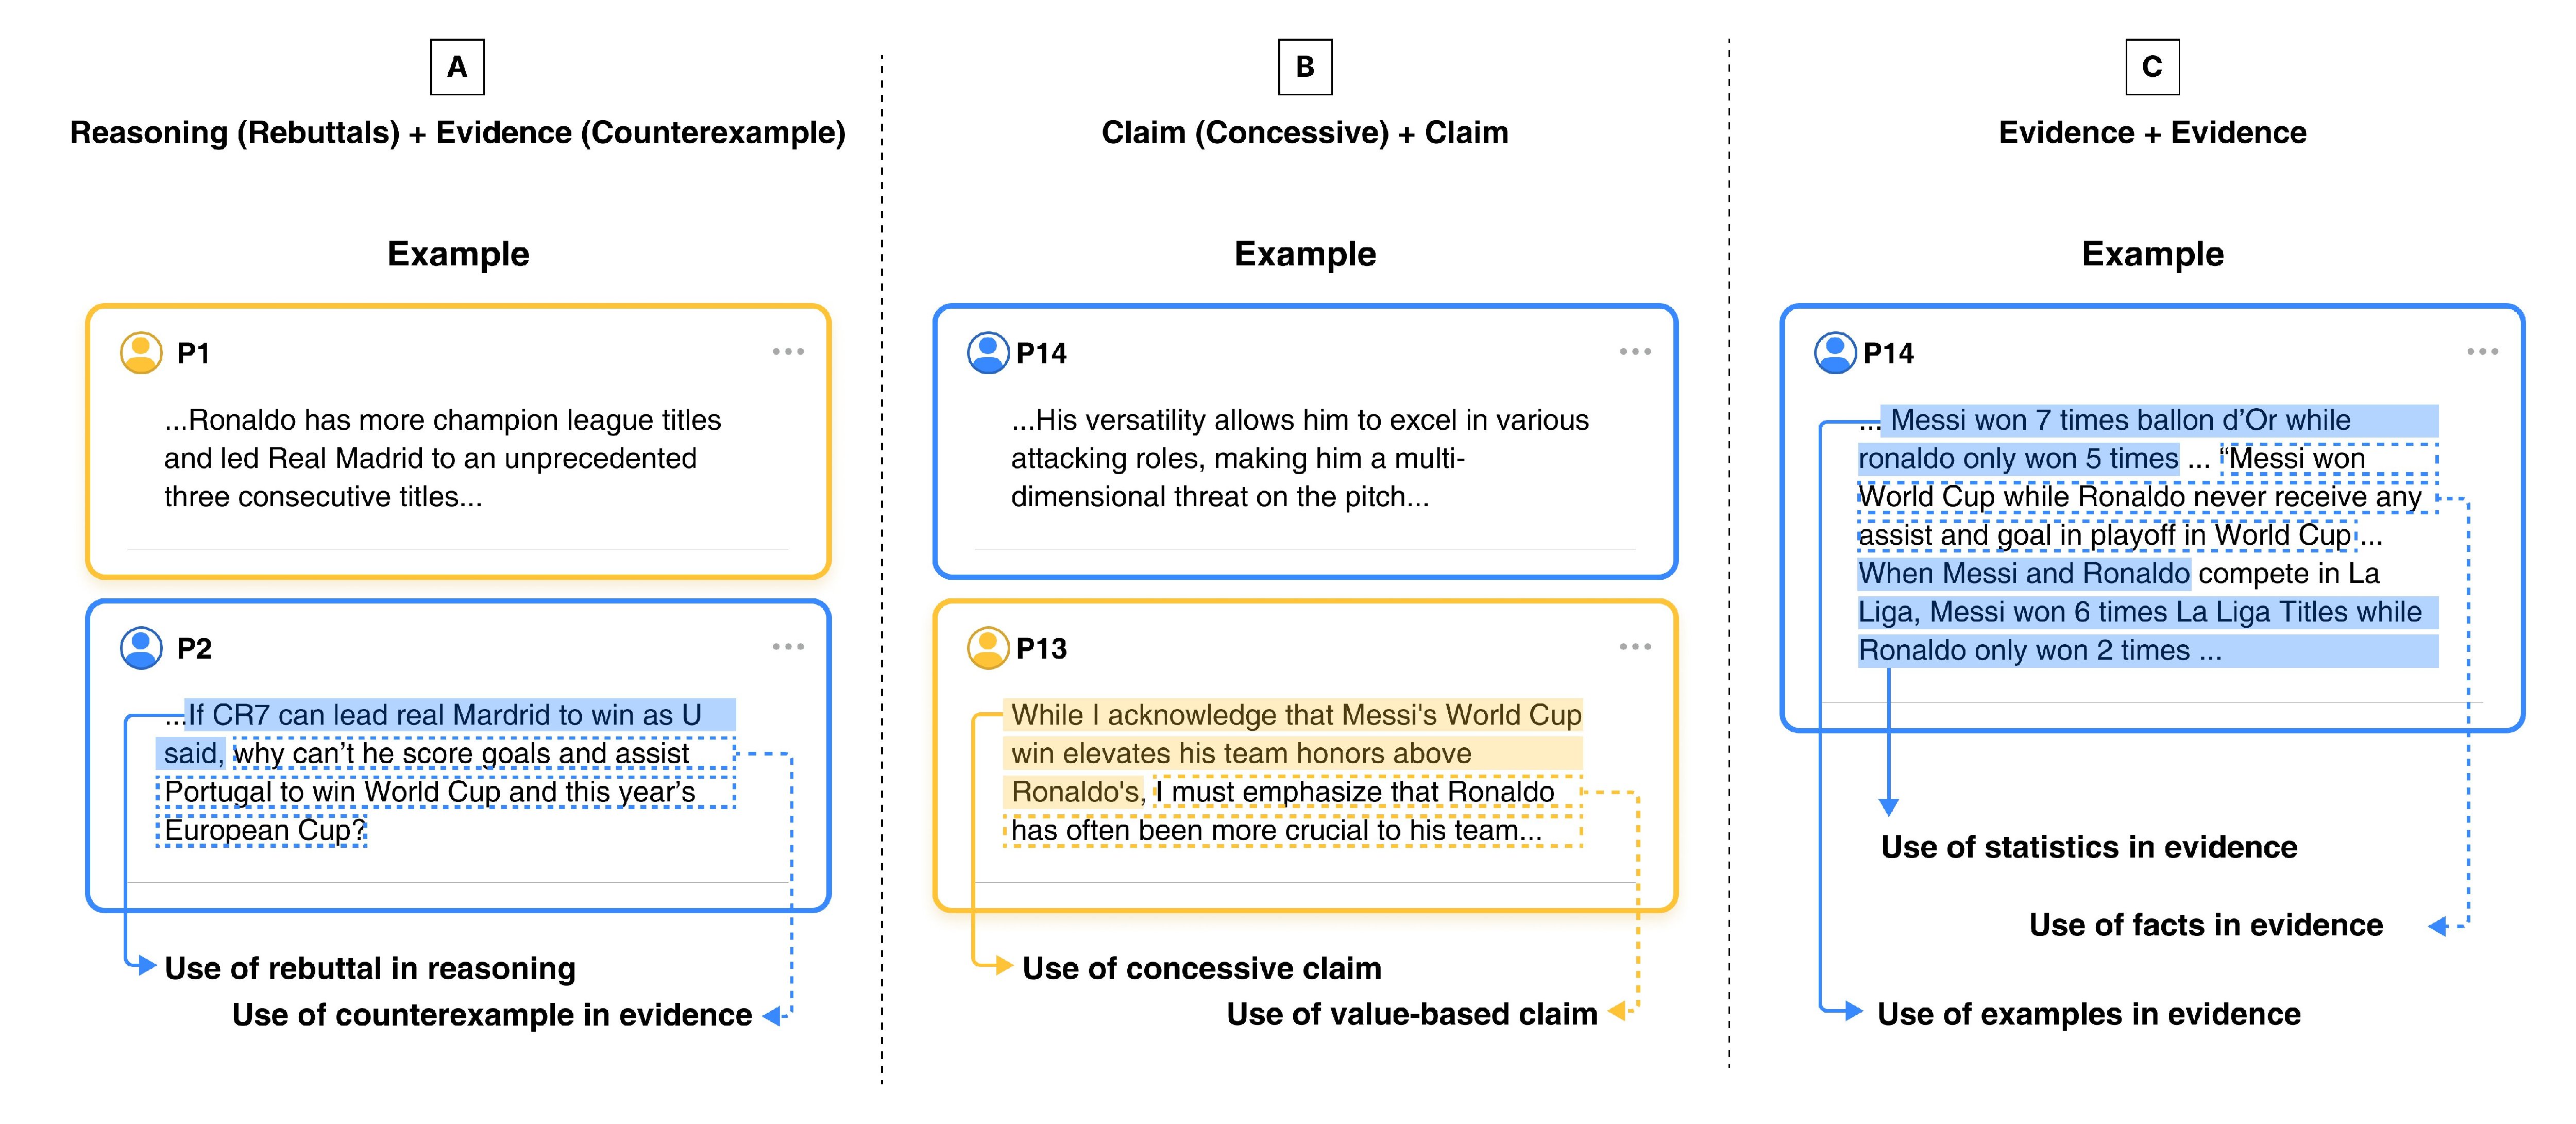 A
Reasoning (Rebuttals) + Evidence (Counterexample)
Example
P1
...Ronaldo has more champion league titles
and led Real Madrid to an unprecedented
three consecutive titles...
P2
...If CR7 can lead real Mardrid to win as U
said, why can’t he score goals and assist
Portugal to win World Cup and this year’s
European Cup?
Use of rebuttal in reasoning
Use of counterexample in evidence
B
Claim (Concessive) + Claim
Example
P14
...His versatility allows him to excel in various
attacking roles, making him a multi-
dimensional threat on the pitch...
P13
While I acknowledge that Messi's World Cup
win elevates his team honors above
Ronaldo's, I must emphasize that Ronaldo
has often been more crucial to his team...
Use of concessive claim
Use of value-based claim
C
Evidence + Evidence
Example
P14
... Messi won 7 times ballon d’Or while
ronaldo only won 5 times ... “Messi won
World Cup while Ronaldo never receive any
assist and goal in playoff in World Cup ...
When Messi and Ronaldo compete in La
Liga, Messi won 6 times La Liga Titles while
Ronaldo only won 2 times ...
Use of statistics in evidence
Use of facts in evidence
Use of examples in evidence